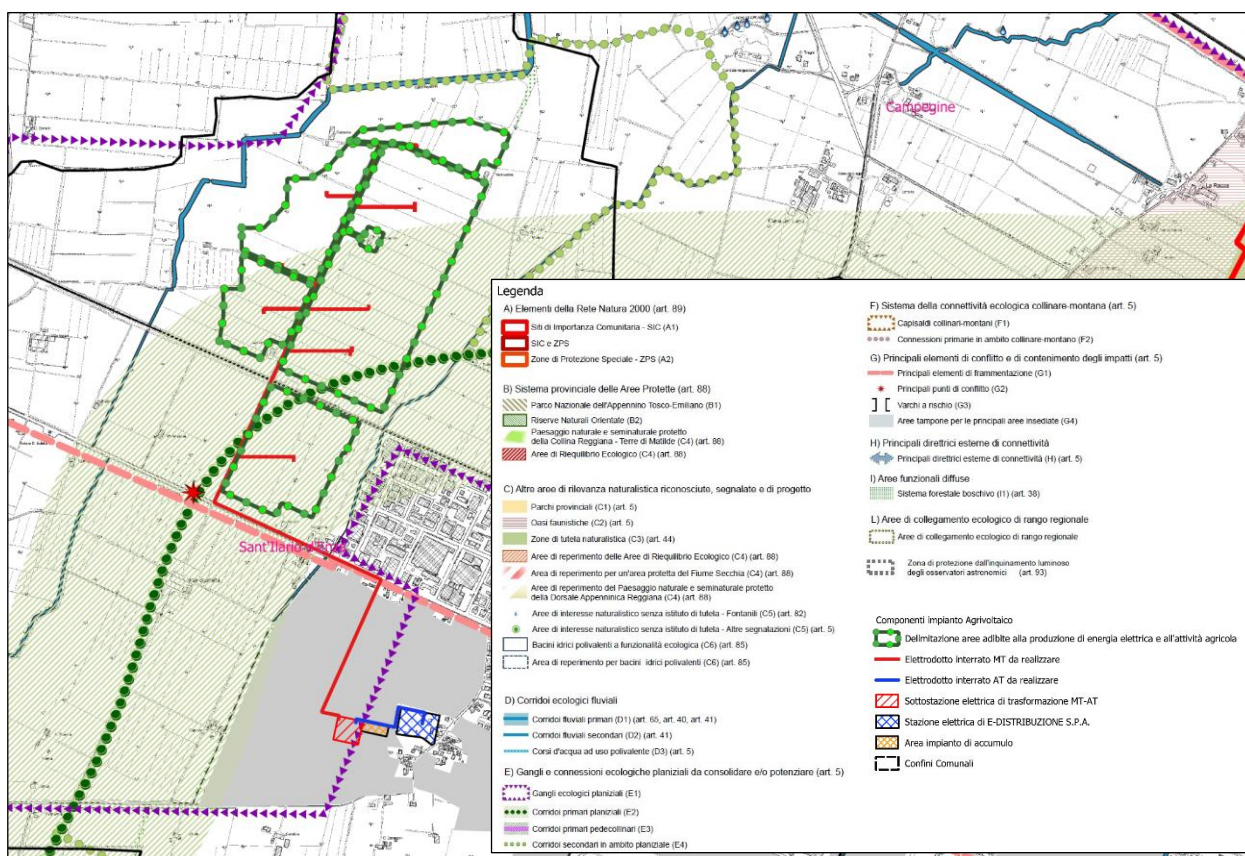 Campegine
La Razza
Sant'Ilario d'Enza
Legenda
A) Elementi della Rete Natura 2000 (art. 89)
Siti di Importanza Comunitaria - SIC (A1)
SIC e ZPS
Zone di Protezione Speciale - ZPS (A2)
B) Sistema provinciale delle Aree Protette (art. 88)
Parco Nazionale dell'Appennino Tosco-Emiliano (B1)
Riserve Naturali Orientate (B2)
Paesaggio naturale e seminaturale protetto
della Collina Reggiana - Terre di Matilde (C4) (art. 88)
Aree di Riequilibrio Ecologico (C4) (art. 88)
C) Altre aree di rilevanza naturalistica riconosciute, segnalate e di progetto
Parchi provinciali (C1) (art. 5)
Oasi faunistiche (C2) (art. 5)
Zone di tutela naturalistica (C3) (art. 44)
Aree di reperimento delle Aree di Riequilibrio Ecologico (C4) (art. 88)
Area di reperimento per un'area protetta del Fiume Secchia (C4) (art. 88)
Area di reperimento del Paesaggio naturale e seminaturale protetto
della Dorsale Appenninica Reggiana (C4) (art. 88)
Aree di interesse naturalistico senza istituto di tutela - Fontanili (C5) (art. 82)
Aree di interesse naturalistico senza istituto di tutela - Altre segnalazioni (C5) (art. 5)
Bacini idrici polivalenti a funzionalità ecologica (C6) (art. 85)
Area di reperimento per bacini idrici polivalenti (C6) (art. 85)
D) Corridoi ecologici fluviali
Corridoi fluviali primari (D1) (art. 65, art. 40, art. 41)
Corridoi fluviali secondari (D2) (art. 41)
Corsi d'acqua ad uso polivalente (D3) (art. 5)
E) Gangli e connessioni ecologiche planiziali da consolidare e/o potenziare (art. 5)
Gangli ecologici planiziali (E1)
Corridoi primari planiziali (E2)
Corridoi primari pedecollinari (E3)
Corridoi secondari in ambito planiziale (E4)
F) Sistema della connettività ecologica collinare-montana (art. 5)
Capisaldi collinari-montani (F1)
Connessioni primarie in ambito collinare-montano (F2)
G) Principali elementi di conflitto e di contenimento degli impatti (art. 5)
Principali elementi di frammentazione (G1)
Principali punti di conflitto (G2)
Varchi a rischio (G3)
Aree tampone per le principali aree insediate (G4)
H) Principali direttrici esterne di connettività
Principali direttrici esterne di connettività (H) (art. 5)
I) Aree funzionali diffuse
Sistema forestale boschivo (I1) (art. 38)
L) Aree di collegamento ecologico di rango regionale
Aree di collegamento ecologico di rango regionale
Zona di protezione dall'inquinamento luminoso
degli osservatori astronomici (art. 93)
Componenti impianto Agrivoltaico
Delimitazione aree adibite alla produzione di energia elettrica e all'attività agricola
Elettrodotto interrato MT da realizzare
Elettrodotto interrato AT da realizzare
Sottostazione elettrica di trasformazione MT-AT
Stazione elettrica di E-DISTRIBUZIONE S.P.A.
Area impianto di accumulo
Confini Comunali